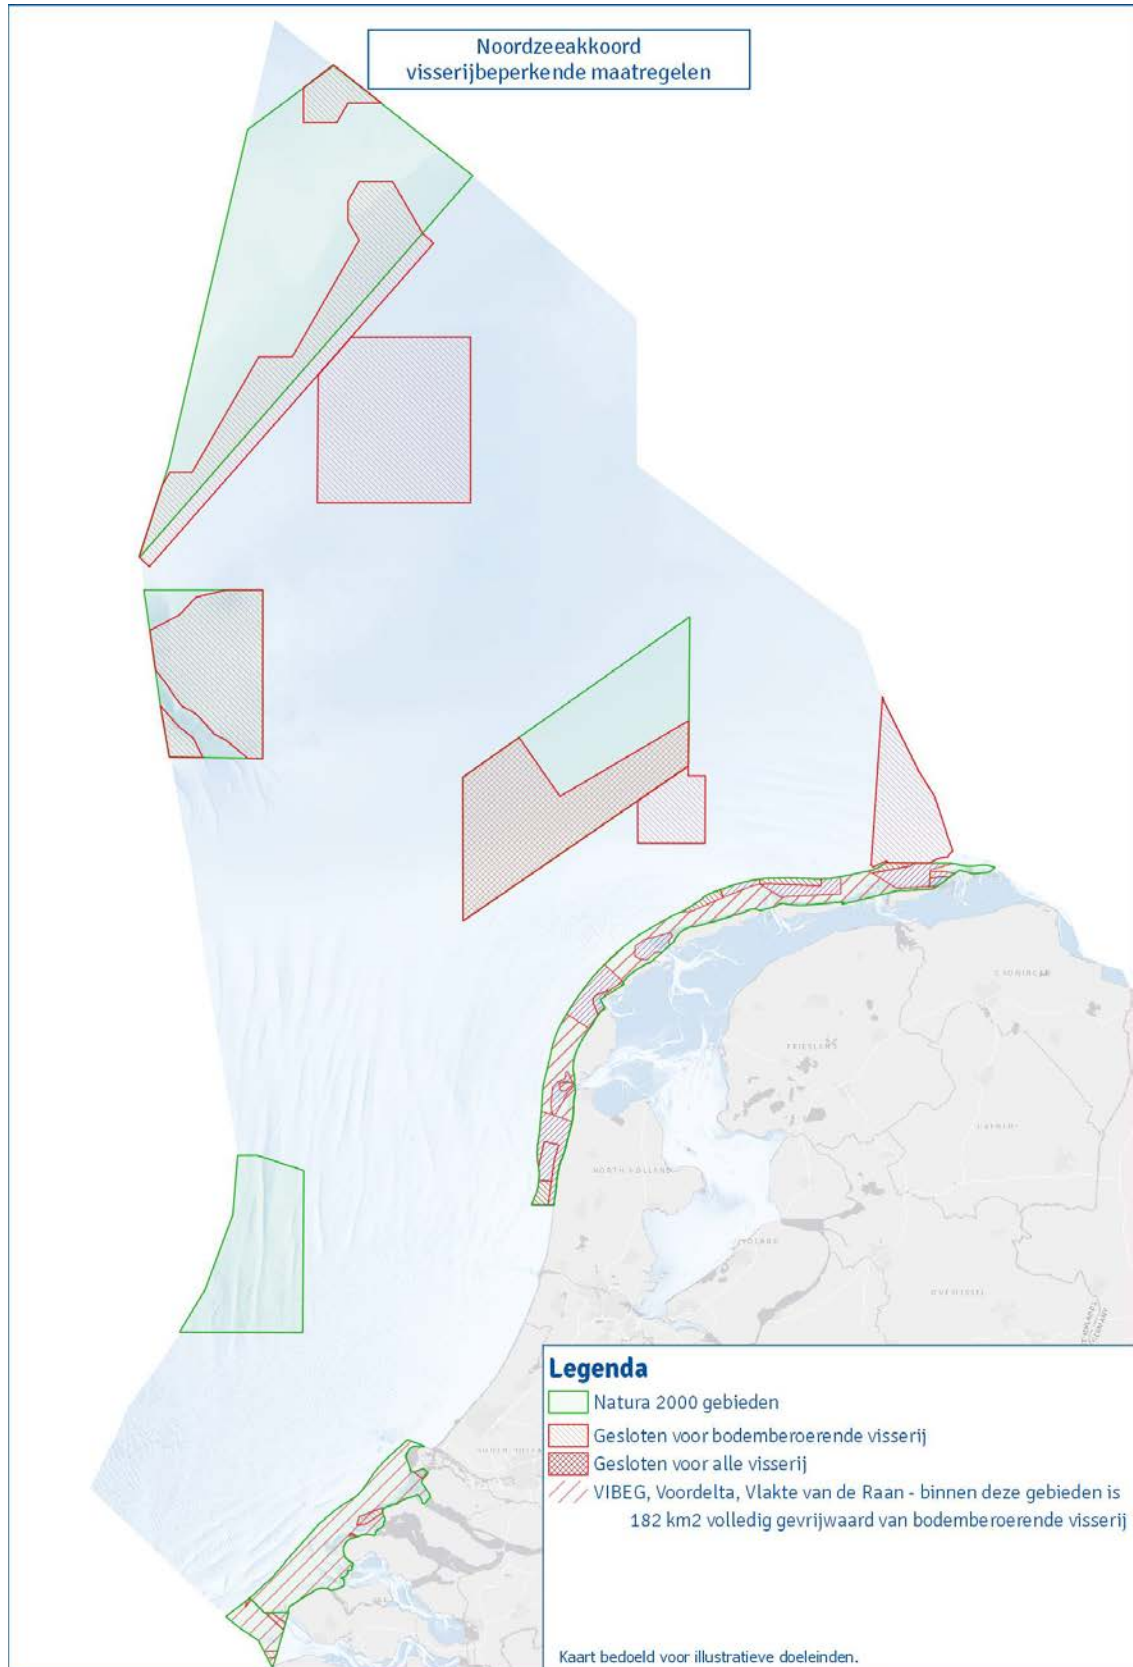 Noordzeeakkoord
visserijbeperkende maatregelen
FRIESLAND
NORTH HOLLAND
OVERIJSSEL
Legenda
Natura 2000 gebieden
Gesloten voor bodemberoerende visserij
Gesloten voor alle visserij
VIBEG, Voordelta, Vlakte van de Raan - binnen deze gebieden is
182 km2 volledig gevrijwaard van bodemberoerende visserij
Kaart bedoeld voor illustratieve doeleinden.